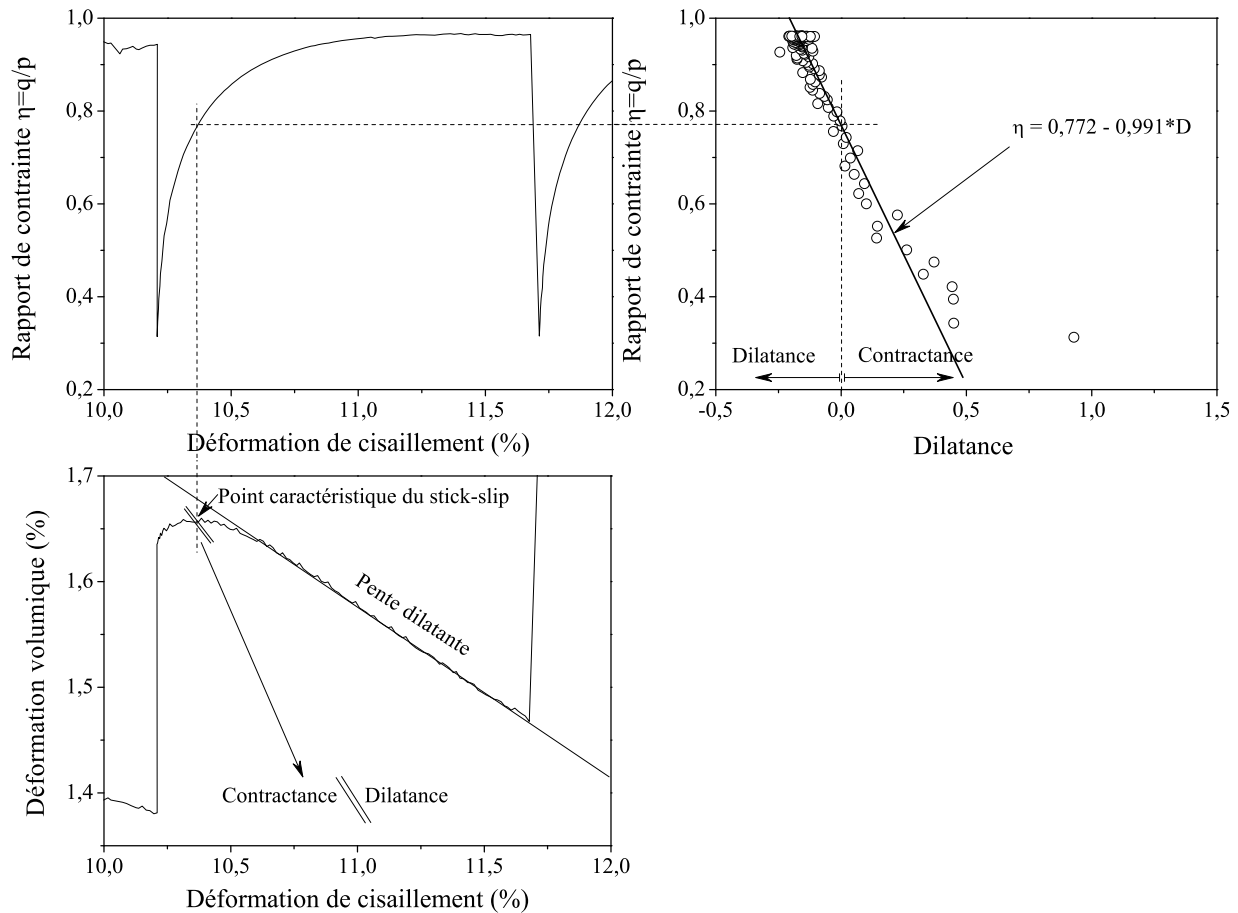 Rapport de contrainte η=q/p
1,0
0,8
0,6
0,4
0,2
10,0
10,5
11,0
11,5
12,0
Déformation de cisaillement (%)
Rapport de contrainte η=q/p
1,0
0,8
0,6
0,4
0,2
η = 0,772 - 0,991*D
Dilatance
Contractance
-0,5
0,0
0,5
1,0
1,5
Dilatance
Déformation volumique (%)
1,7
1,6
1,5
1,4
Point caractéristique du stick-slip
Pente dilatante
Contractance
Dilatance
10,0
10,5
11,0
11,5
12,0
Déformation de cisaillement (%)